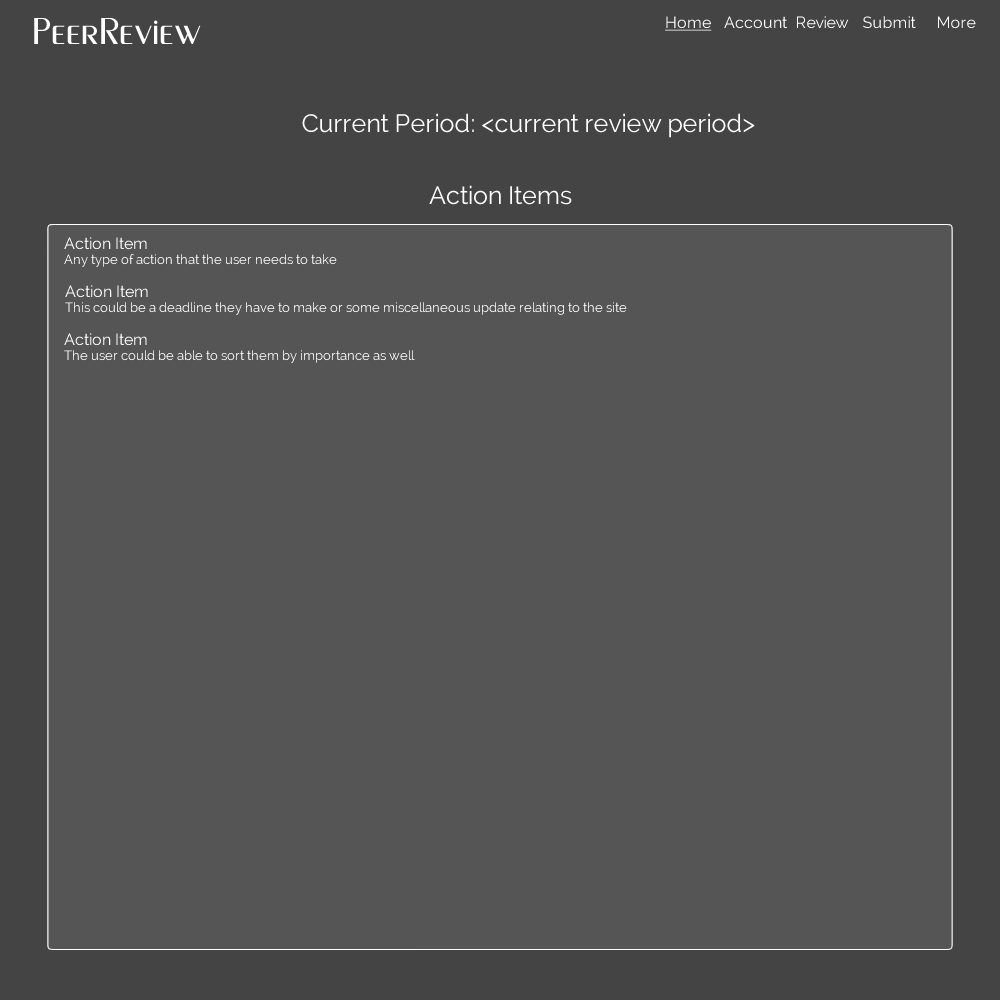 PeerReview
Home Account Review Submit More
Current Period: <current review period>
Action Items
Action Item
Any type of action that the user needs to take
Action Item
This could be a deadline they have to make or some miscellaneous update relating to the site
Action Item
The user could be able to sort them by importance as well